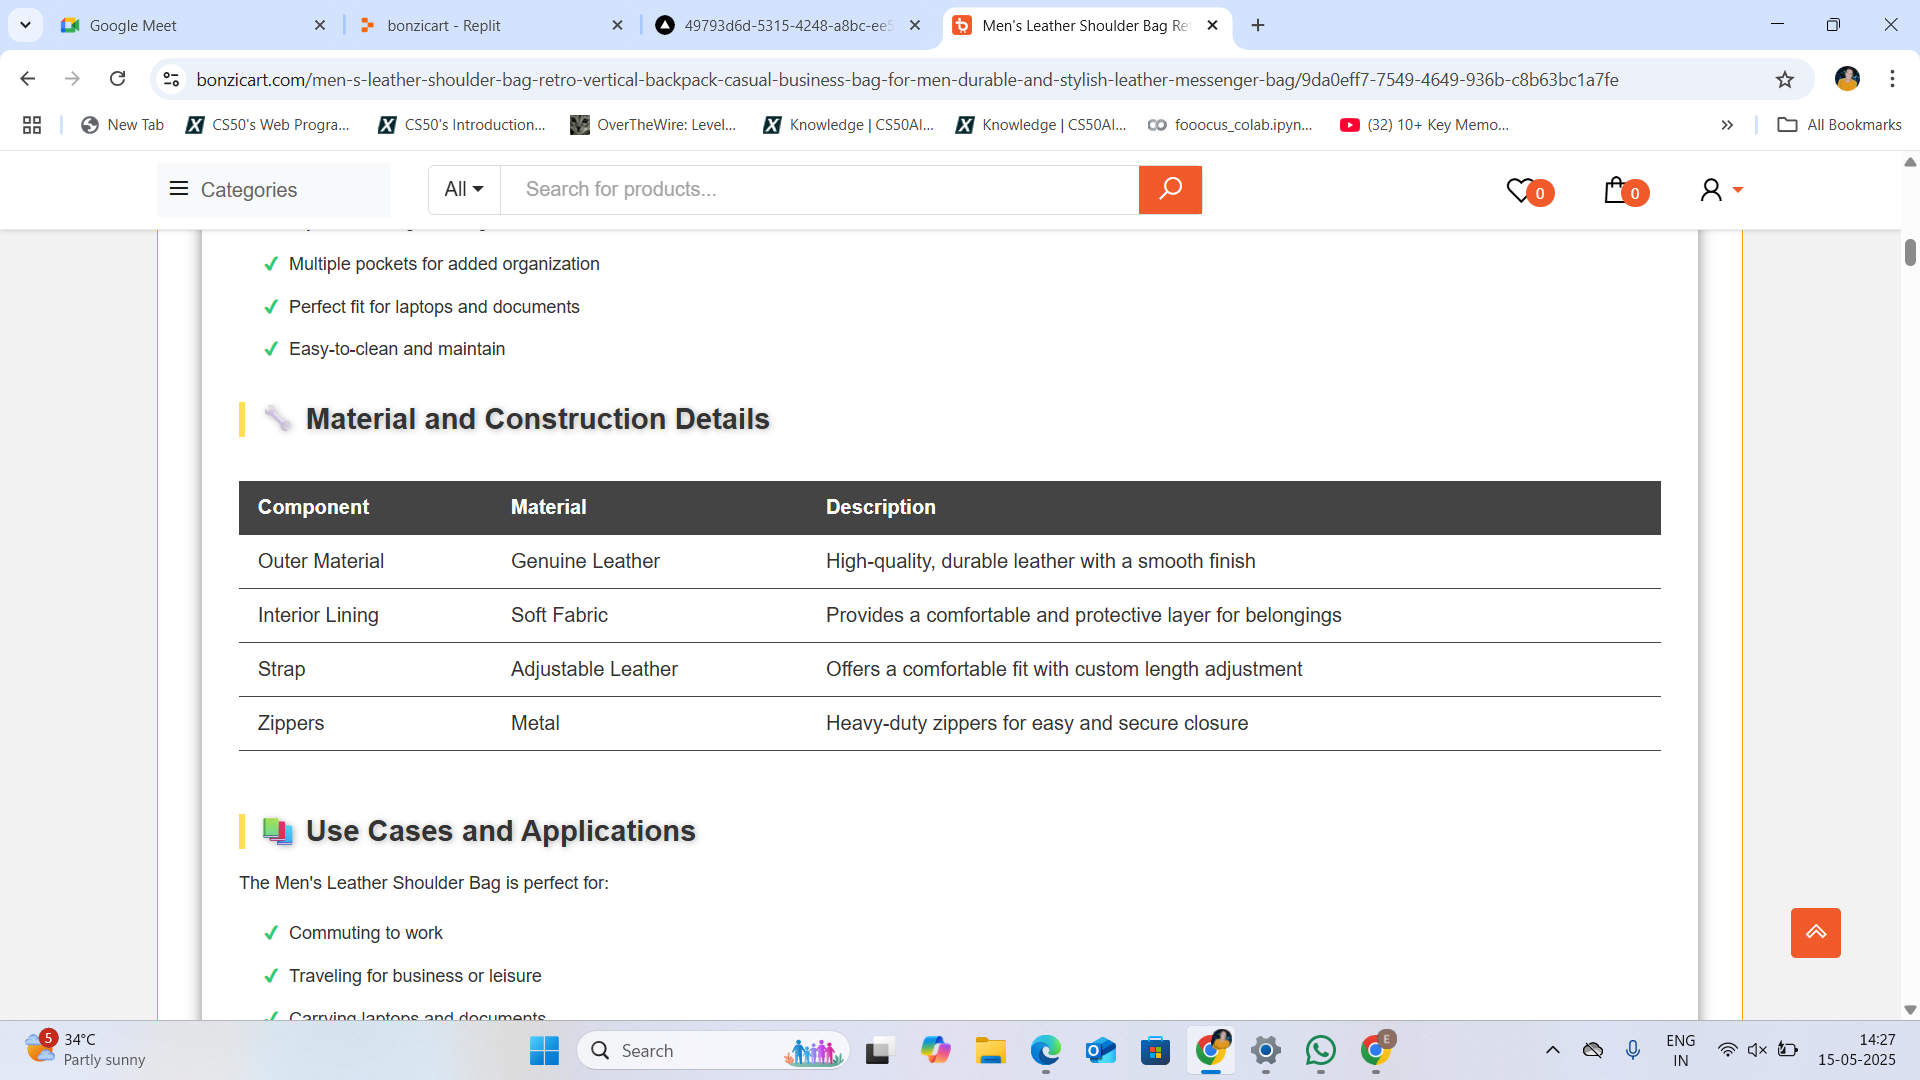 Google Meet
bonzicart - Replit
49793d6d-5315-4248-a8bc-ee5
Men's Leather Shoulder Bag Ret
bonzicart.com/men-s-leather-shoulder-bag-retro-vertical-backpack-casual-business-bag-for-men-durable-and-stylish-leather-messenger-bag/9da0eff7-7549-4649-936b-c8b63bc1a7fe
New Tab
CS50's Web Progra...
CS50's Introduction...
OverTheWire: Level...
Knowledge | CS50AI...
Knowledge | CS50AI...
fooocus_colab.ipyn...
(32) 10+ Key Memo...
All Bookmarks
Categories
All
Search for products...
0
0
Multiple pockets for added organization
Perfect fit for laptops and documents
Easy-to-clean and maintain
Material and Construction Details
Component Material Description
Outer Material Genuine Leather High-quality, durable leather with a smooth finish
Interior Lining Soft Fabric Provides a comfortable and protective layer for belongings
Strap Adjustable Leather Offers a comfortable fit with custom length adjustment
Zippers Metal Heavy-duty zippers for easy and secure closure
Use Cases and Applications
The Men's Leather Shoulder Bag is perfect for:
Commuting to work
Traveling for business or leisure
Carrying laptops and documents
5
34°C
Partly sunny
Search
E
ENG
IN
14:27
15-05-2025